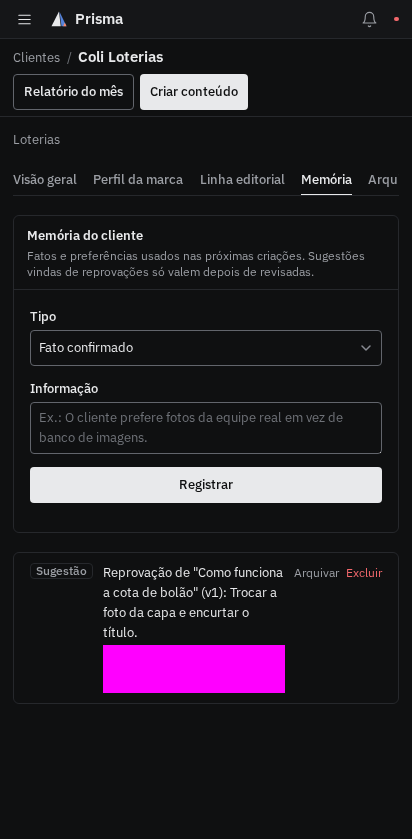 Prisma
Clientes / Coli Loterias
Relatório do mês
Criar conteúdo
Loterias
Visão geral
Perfil da marca
Linha editorial
Memória
Arqu
Memória do cliente
Fatos e preferências usados nas próximas criações. Sugestões
vindas de reprovações só valem depois de revisadas.
Tipo
Fato confirmado
Informação
Ex.: O cliente prefere fotos da equipe real em vez de
banco de imagens.
Registrar
Sugestão
Reprovação de "Como funciona
a cota de bolão" (v1): Trocar a
foto da capa e encurtar o
título.
Arquivar
Excluir